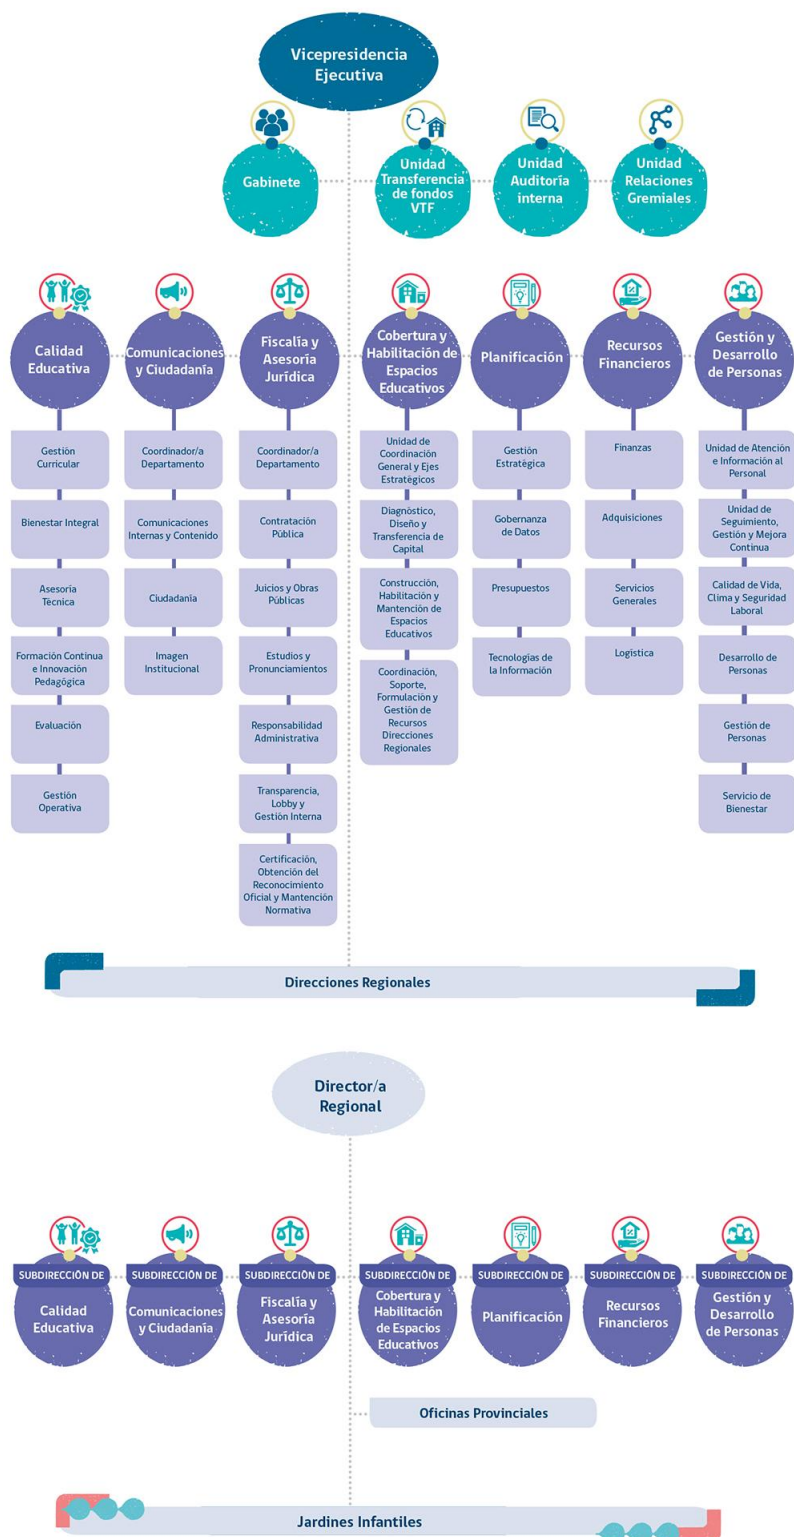 Vicepresidencia
Ejecutiva
Gabinete
Unidad
Transferencia
de fondos
VTF
Unidad
Auditoría
interna
Unidad
Relaciones
Gremiales
Calidad
Educativa
Comunicaciones
y Ciudadanía
Fiscalía y
Asesoría
Jurídica
Cobertura y
Habilitación de
Espacios
Educativos
Planificación
Recursos
Financieros
Gestión y
Desarrollo
de Personas
Gestión
Curricular
Bienestar Integral
Asesoría
Técnica
Formación Continua
e Innovación
Pedagógica
Evaluación
Gestión
Operativa
Coordinador/a
Departamento
Comunicaciones
Internas y Contenido
Ciudadanía
Imagen
Institucional
Coordinador/a
Departamento
Contratación
Pública
Juicios y Obras
Públicas
Estudios y
Pronunciamientos
Responsabilidad
Administrativa
Transparencia,
Lobby y
Gestión Interna
Certificación,
Obtención del
Reconocimiento
Oficial y Mantención
Normativa
Unidad de
Coordinación
General y Ejes
Estratégicos
Diagnòstico,
Diseño y
Transferencia de
Capital
Construcción,
Habilitación y
Mantención de
Espacios
Educativos
Coordinación,
Soporte,
Formulación y
Gestión de
Recursos
Direcciones
Regionales
Gestión
Estratégica
Gobernanza
de Datos
Presupuestos
Tecnologías de
la Información
Finanzas
Adquisiciones
Servicios
Generales
Logística
Unidad de Atención
e Información al
Personal
Unidad de
Seguimiento,
Gestión y Mejora
Continua
Calidad de Vida,
Clima y Seguridad
Laboral
Desarrollo de
Personas
Gestión de
Personas
Servicio de
Bienestar
Direcciones Regionales
Director/a
Regional
SUBDIRECCIÓN DE
Calidad
Educativa
SUBDIRECCIÓN DE
Comunicaciones
y Ciudadanía
SUBDIRECCIÓN DE
Fiscalía y
Asesoría
Jurídica
SUBDIRECCIÓN DE
Cobertura y
Habilitación
de Espacios
Educativos
SUBDIRECCIÓN DE
Planificación
SUBDIRECCIÓN DE
Recursos
Financieros
SUBDIRECCIÓN DE
Gestión y
Desarrollo
de Personas
Oficinas Provinciales
Jardines Infantiles